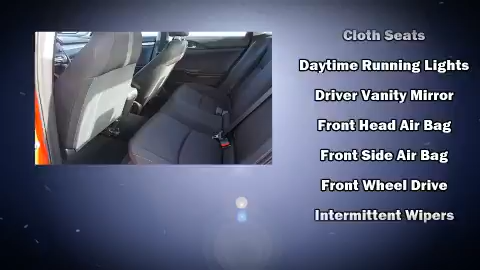 Cloth Seats
Daytime Running Lights
Driver Vanity Mirror
Front Head Air Bag
Front Side Air Bag
Front Wheel Drive
Intermittent Wipers